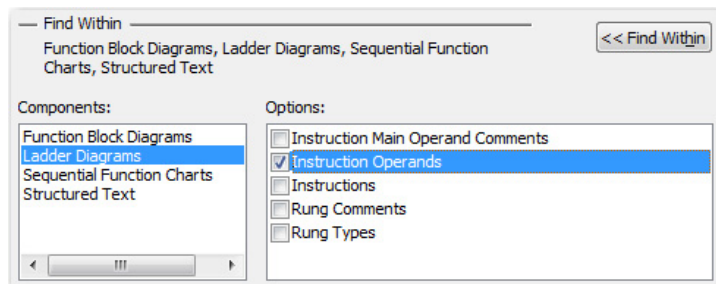 Find Within
Function Block Diagrams, Ladder Diagrams, Sequential Function
Charts, Structured Text
<< Find Within
Components:
Function Block Diagrams
Ladder Diagrams
Sequential Function Charts
Structured Text
Options:
Instruction Main Operand Comments
Instruction Operands
Instructions
Rung Comments
Rung Types